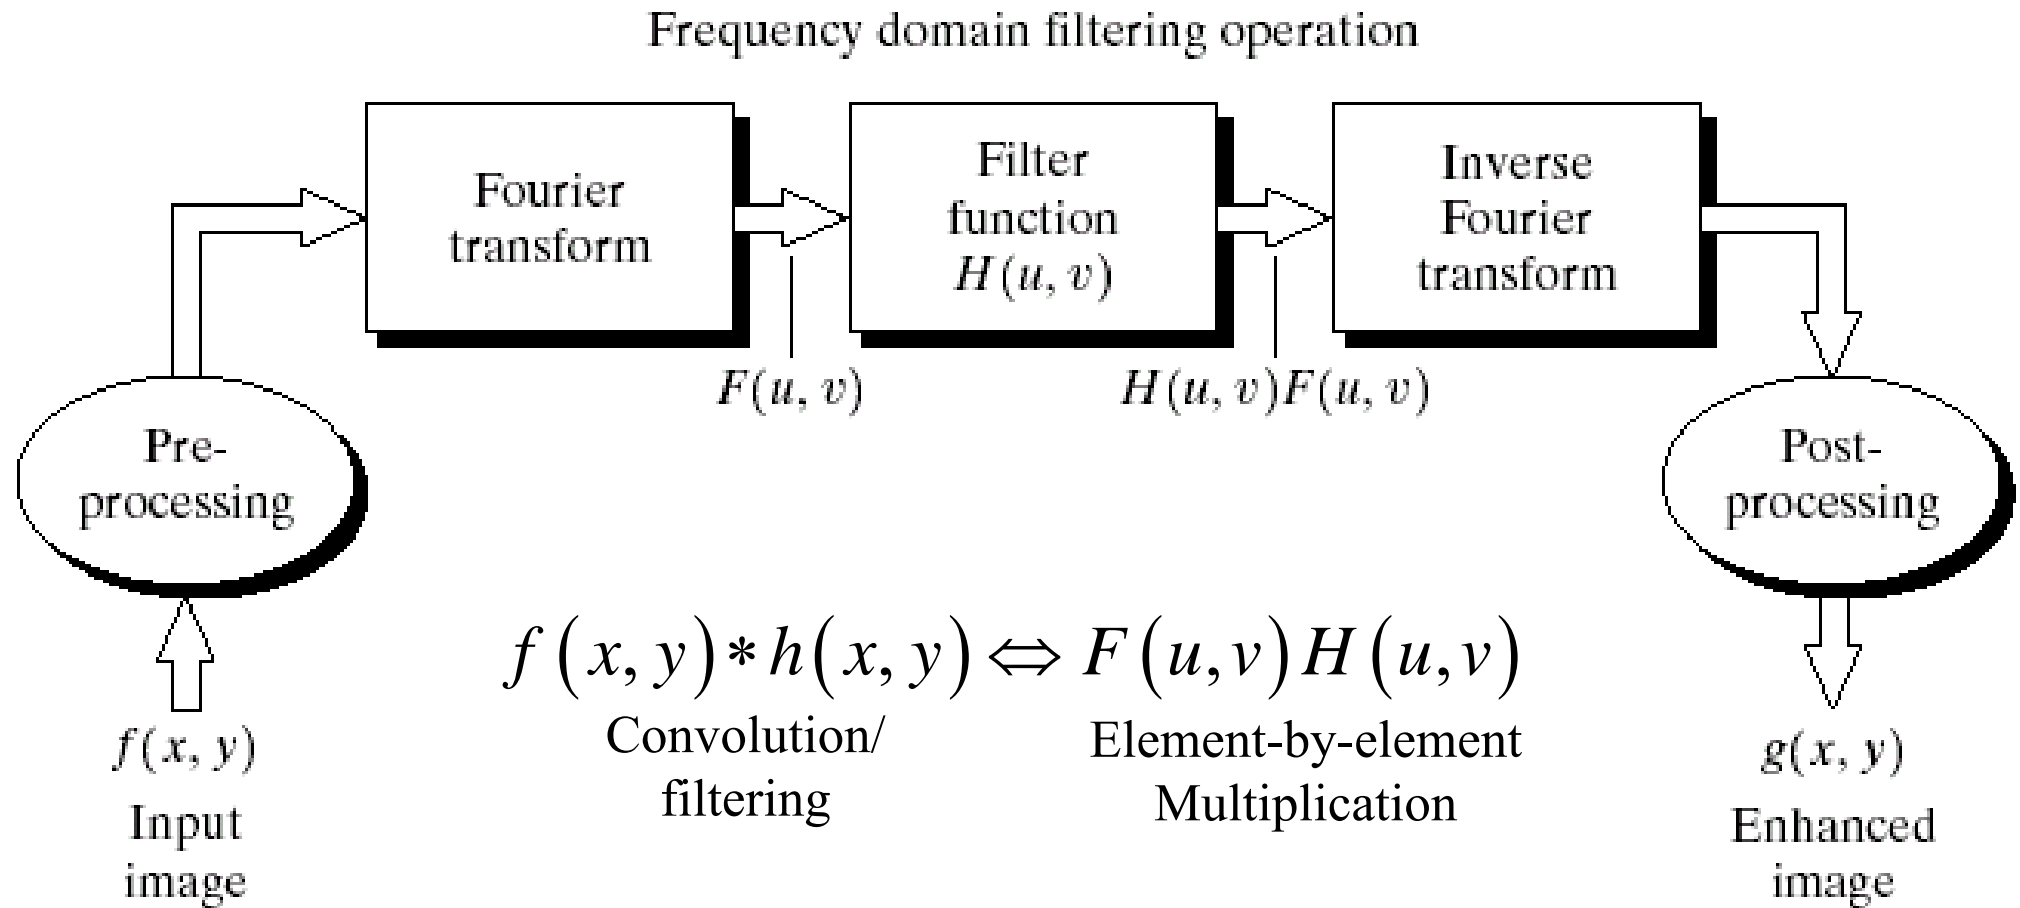 Frequency domain filtering operation
Fourier
transform
Filter
function
H(u, v)
Inverse
Fourier
transform
F(u, v)
H(u, v)F(u, v)
Pre-
processing
Post-
processing
f(x, y)*h(x, y)⇔F(u,v)H(u,v)
Convolution/
filtering
Element-by-element
Multiplication
f(x, y)
Input
image
g(x, y)
Enhanced
image